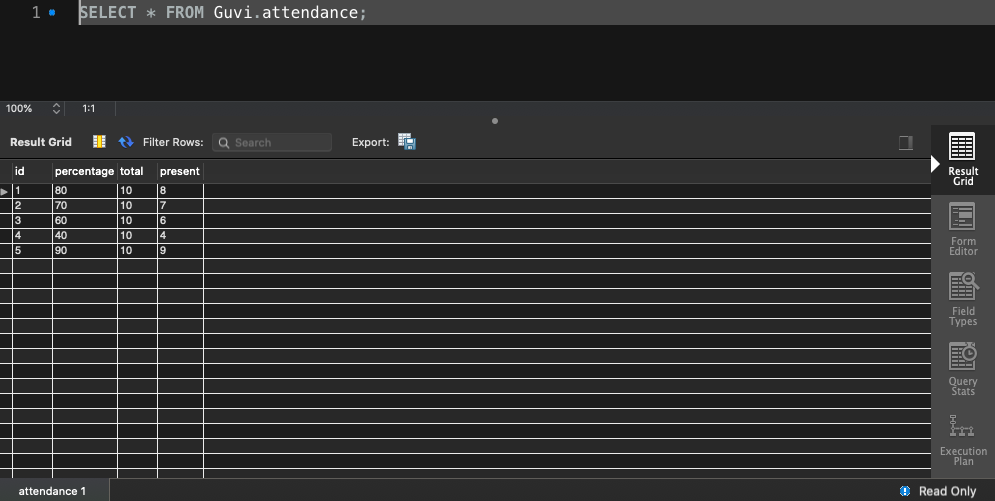 1 SELECT * FROM Guvi.attendance;
100% 1:1
Result Grid Filter Rows: Search Export:
id percentage total present
1 80 10 8
2 70 10 7
3 60 10 6
4 40 10 4
5 90 10 9
Result
Grid
Form
Editor
Field
Types
Query
Stats
Execution
Plan
attendance 1 Read Only